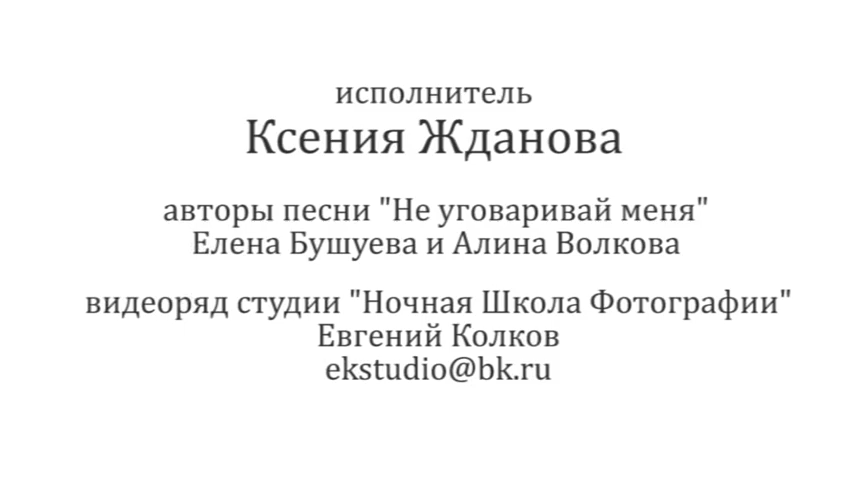 исполнитель
Ксения Жданова
авторы песни "Не уговаривай меня"
Елена Бушуева и Алина Волкова
видеоряд студии "Ночная Школа Фотографии"
Евгений Колков
ekstudio@bk.ru